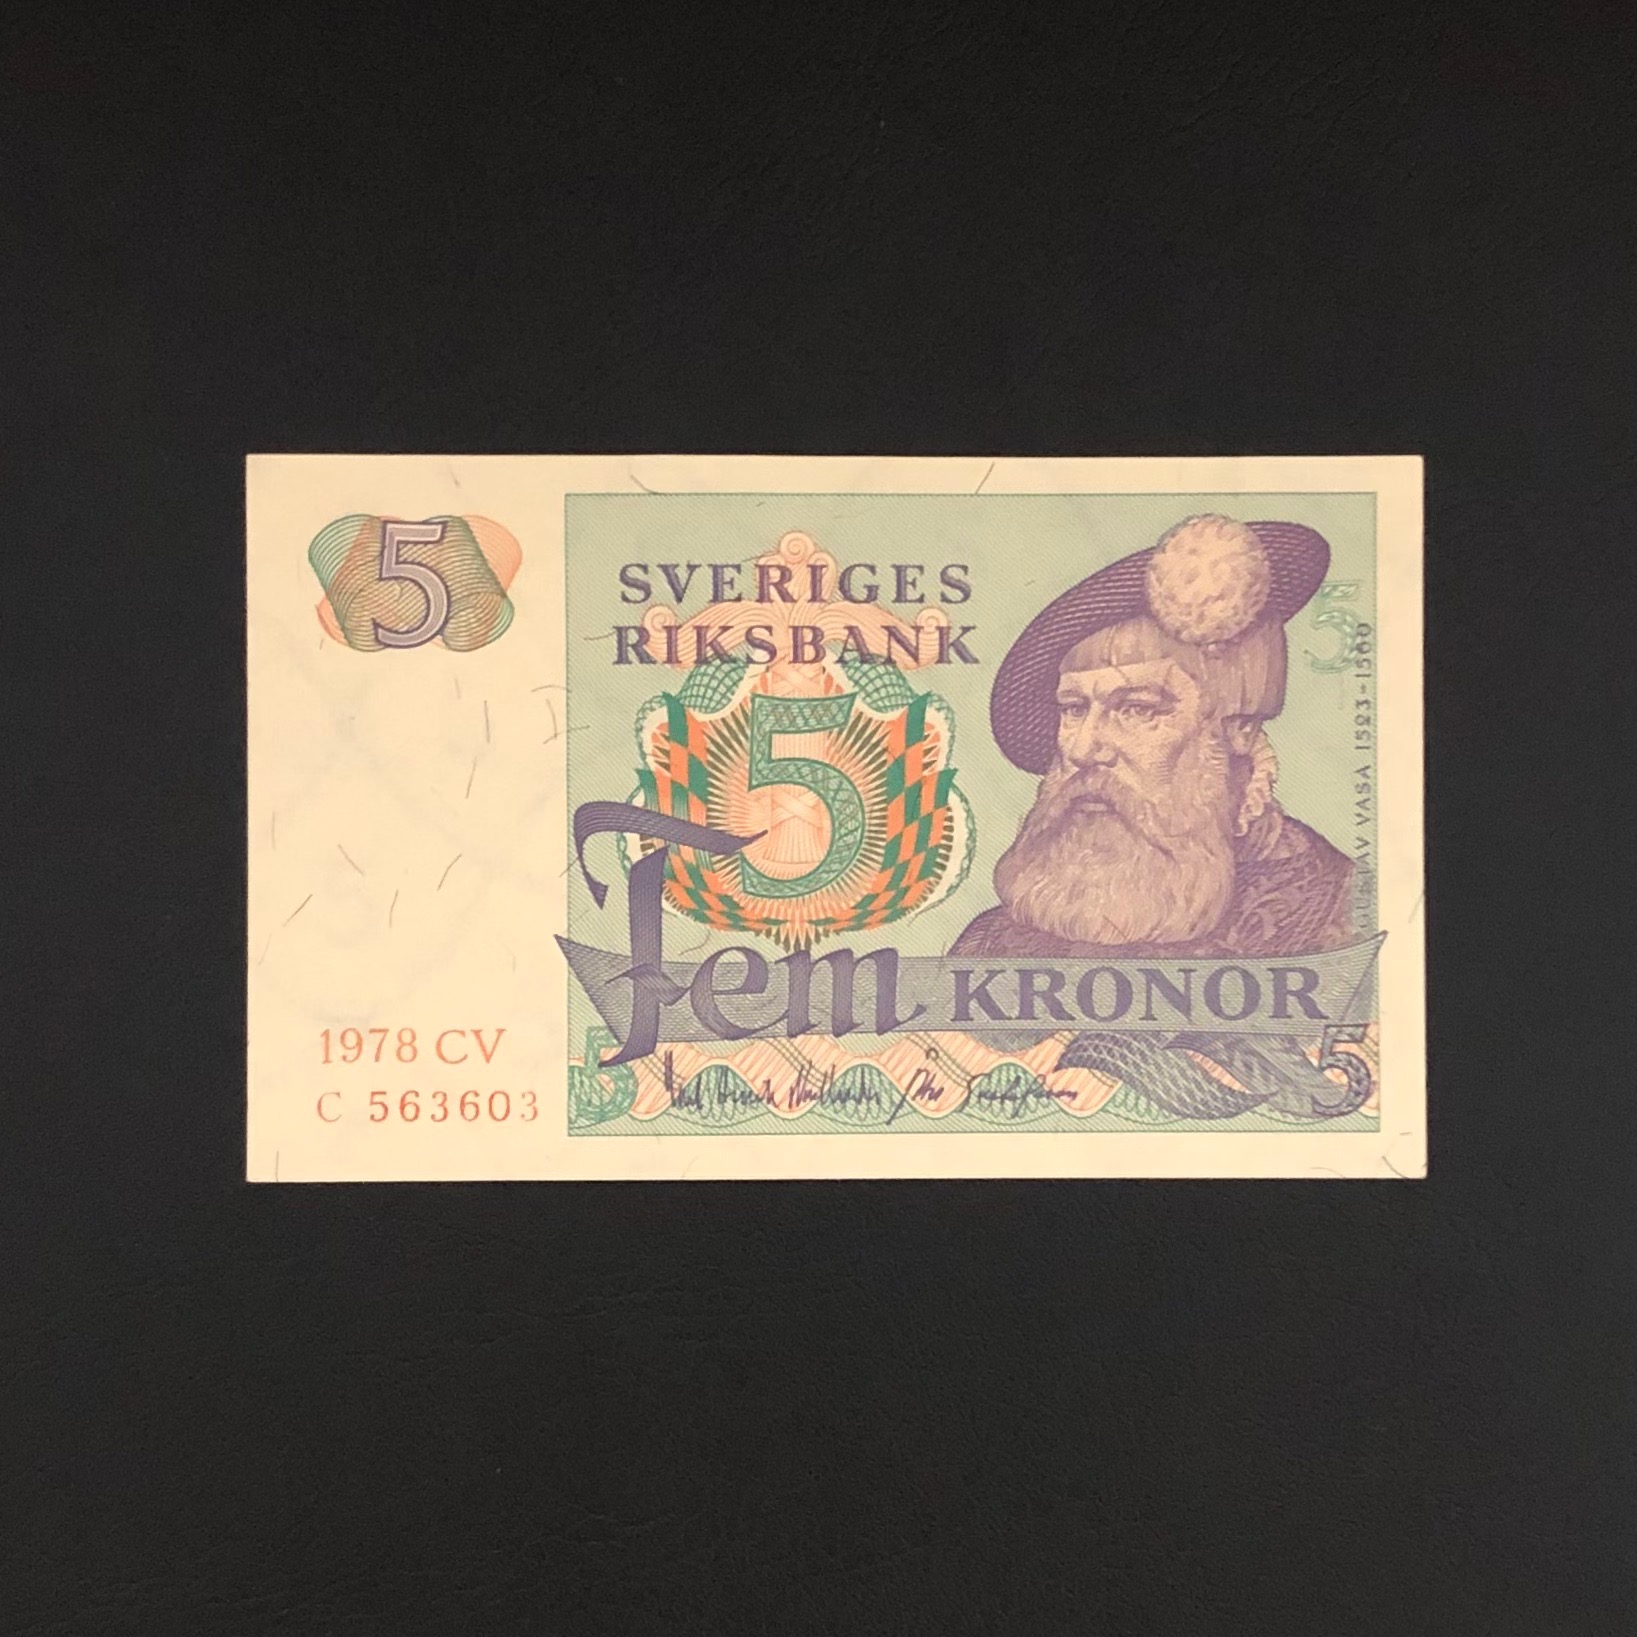 5
SVERIGES
RIKSBANK
5
5
GUSTAV VASA 1523-1560
fem KRONOR
1978 CV
C 563603
5
5